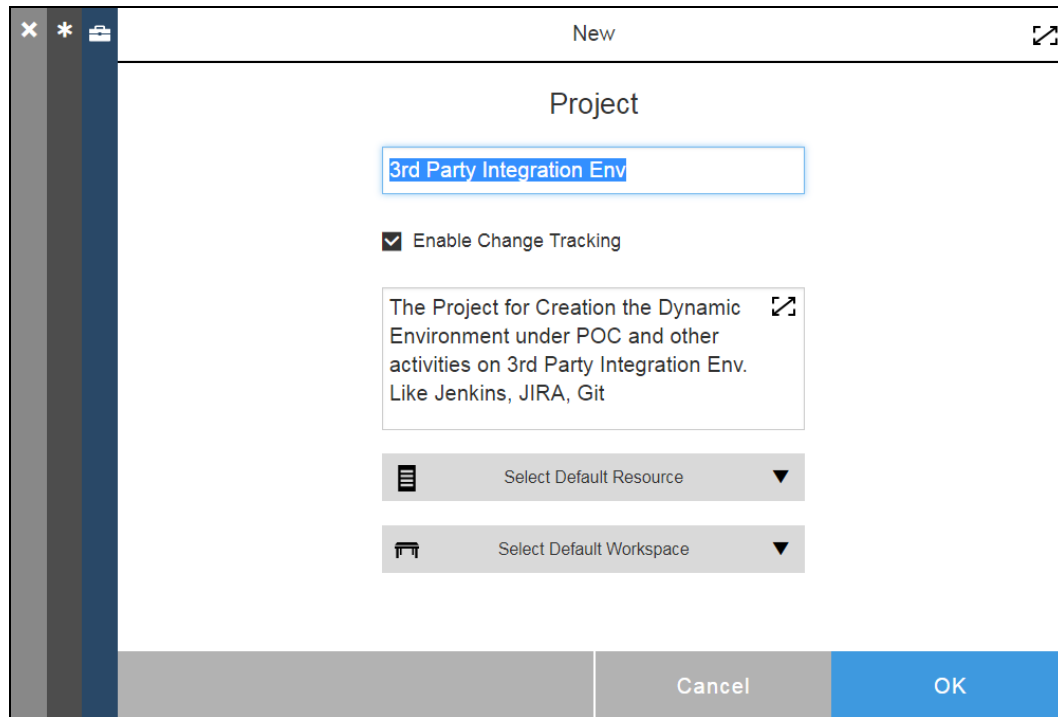 New
Project
3rd Party Integration Env
Enable Change Tracking
The Project for Creation the Dynamic
Environment under POC and other
activities on 3rd Party Integration Env.
Like Jenkins, JIRA, Git
Select Default Resource
Select Default Workspace
Cancel
OK